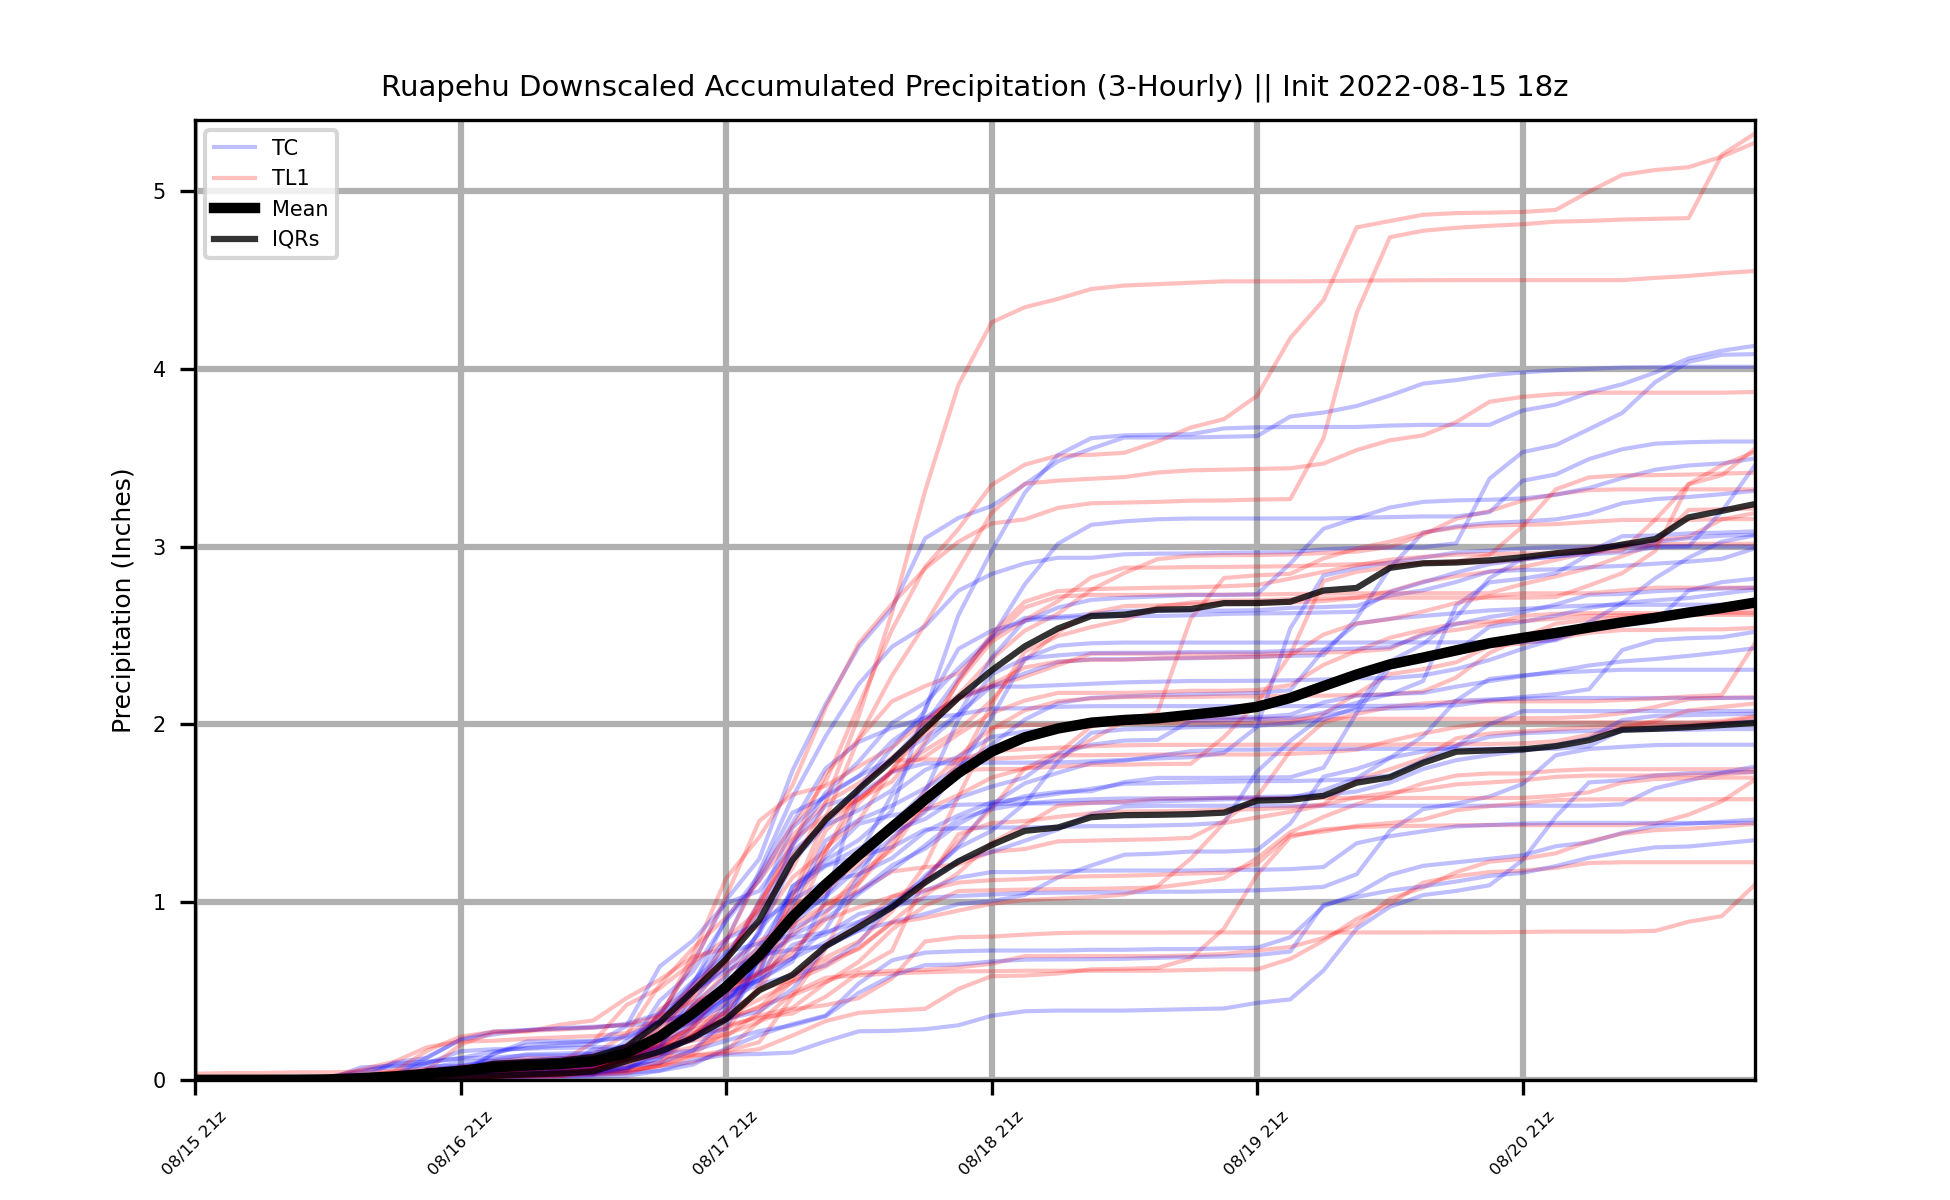 Ruapehu Downscaled Accumulated Precipitation (3-Hourly) || Init 2022-08-15 18z
TC
TL1
Mean
IQRs
Precipitation (Inches)
5
4
3
2
1
0
08/15 21z
08/16 21z
08/17 21z
08/18 21z
08/19 21z
08/20 21z